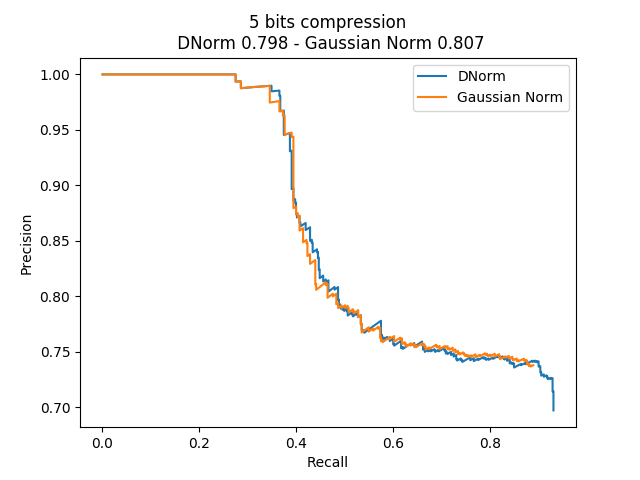 5 bits compression
DNorm 0.798 - Gaussian Norm 0.807
DNorm
Gaussian Norm
1.00
0.95
0.90
0.85
0.80
0.75
0.70
Precision
0.0 0.2 0.4 0.6 0.8
Recall